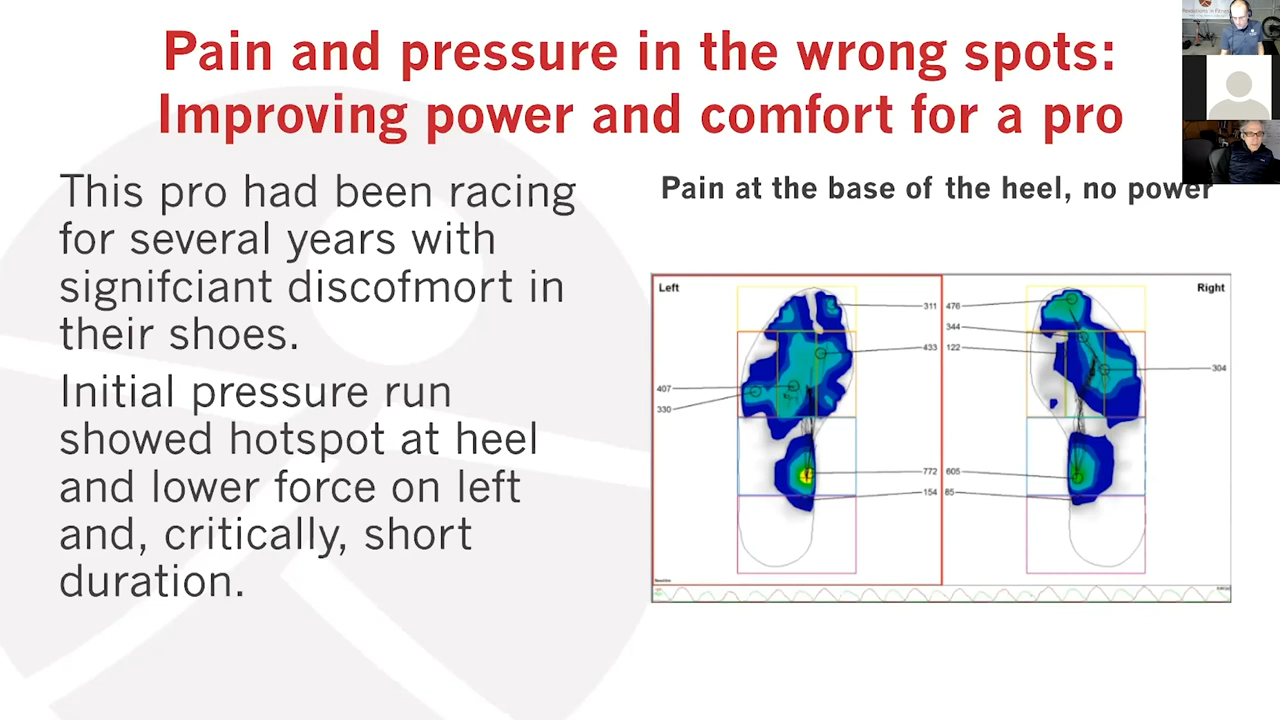 Pain and pressure in the wrong spots:
Improving power and comfort for a pro
This pro had been racing
for several years with
signifciant discofmort in
their shoes.
Initial pressure run
showed hotspot at heel
and lower force on left
and, critically, short
duration.
Pain at the base of the heel, no power
Left
Right
311
476
344
433
122
304
407
330
772
605
154
85